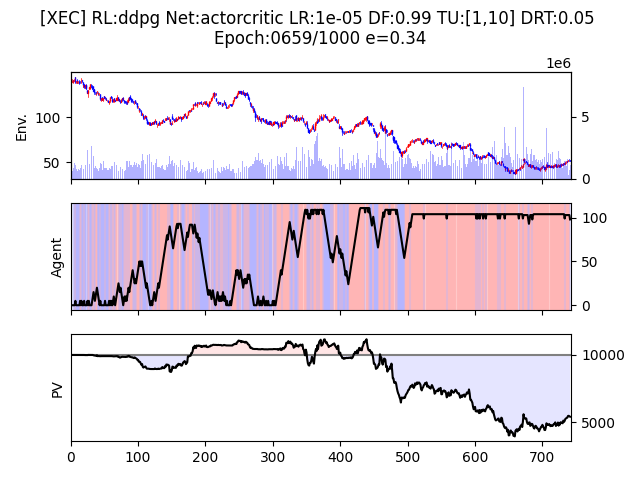 [XEC] RL:ddpg Net:actorcritic LR:1e-05 DF:0.99 TU:[1,10] DRT:0.05
Epoch:0659/1000 e=0.34
1e6
Env.
100
50
5
0
Agent
100
50
0
PV
10000
5000
0 100 200 300 400 500 600 700